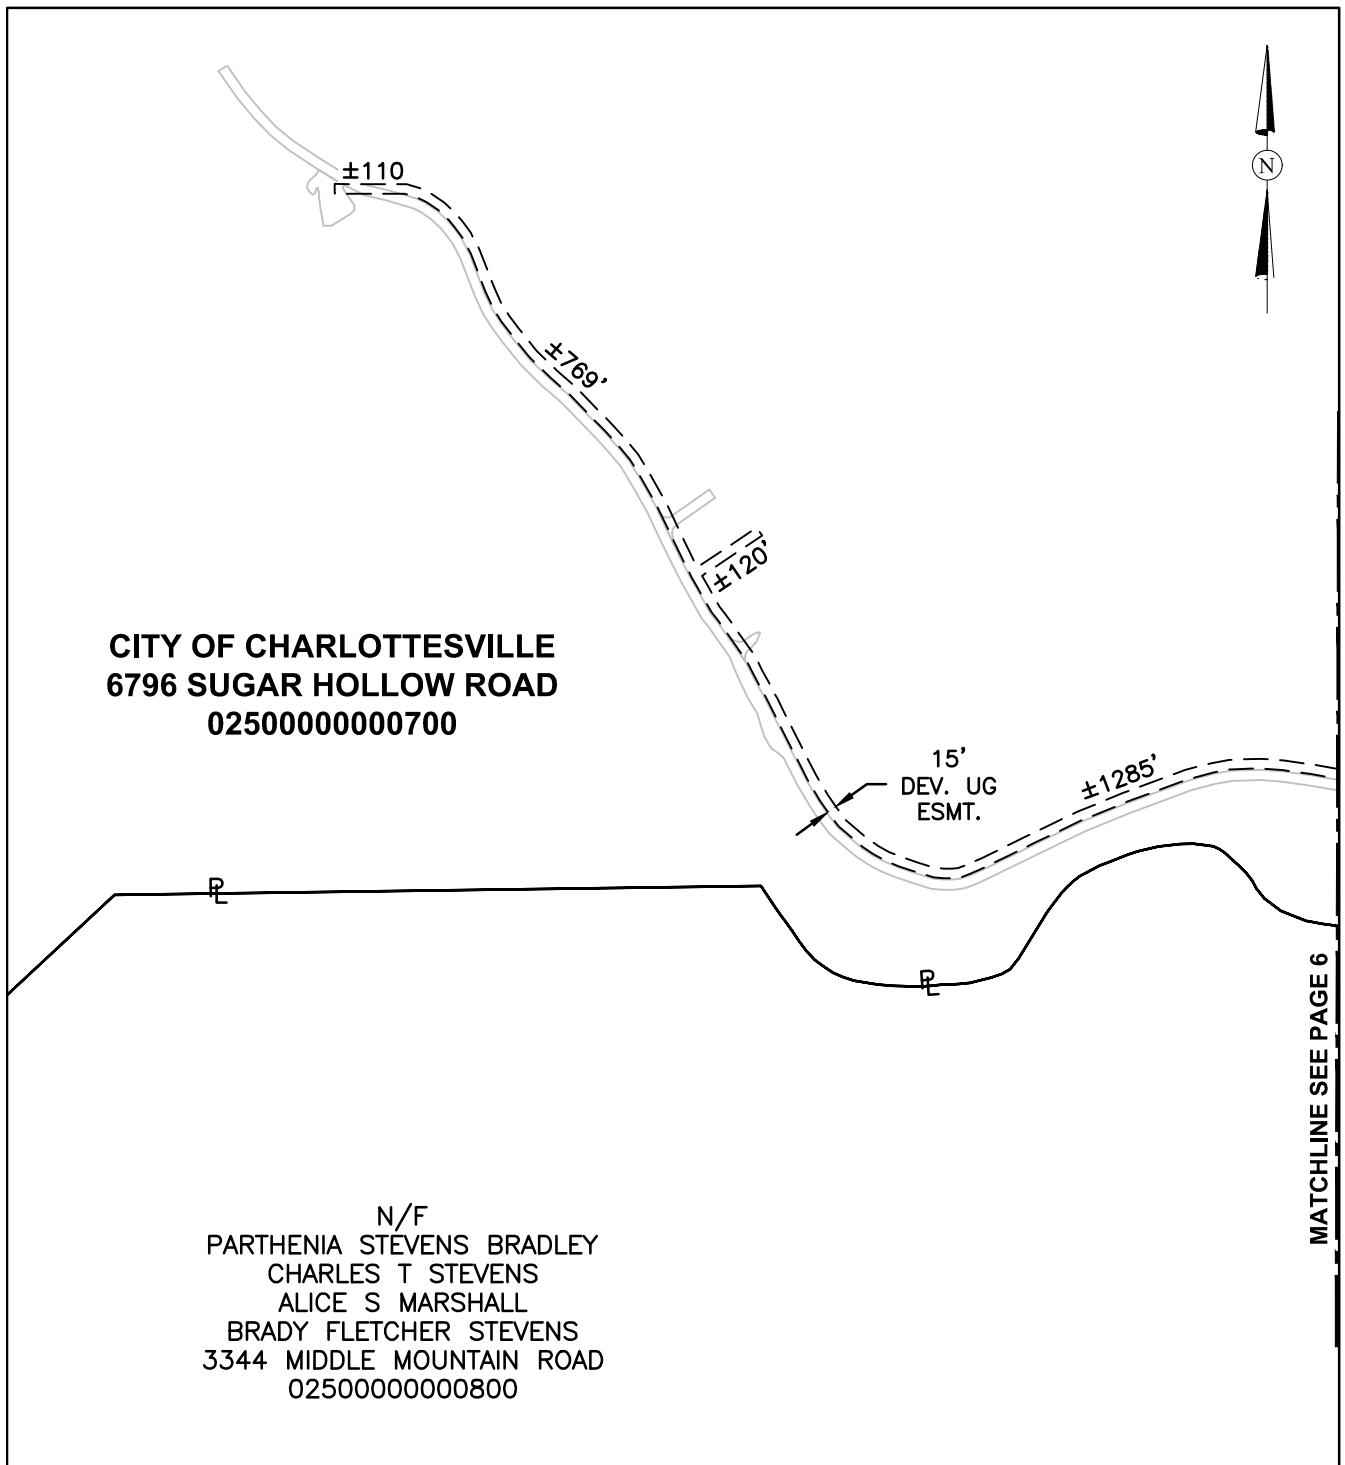 ±110
N
±769'
±120'
CITY OF CHARLOTTESVILLE
6796 SUGAR HOLLOW ROAD
02500000000700
15'
DEV. UG
ESMT.
±1285'
PL
PL
MATCHLINE SEE PAGE 6
N/F
PARTHENIA STEVENS BRADLEY
CHARLES T STEVENS
ALICE S MARSHALL
BRADY FLETCHER STEVENS
3344 MIDDLE MOUNTAIN ROAD
02500000000800